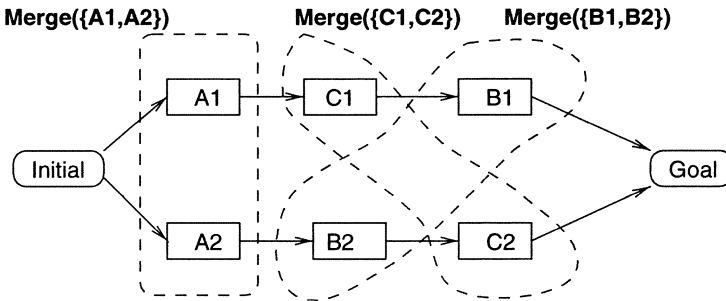 Merge({A1,A2}) Merge({C1,C2}) Merge({B1,B2})
A1 C1 B1
Initial Goal
A2 B2 C2